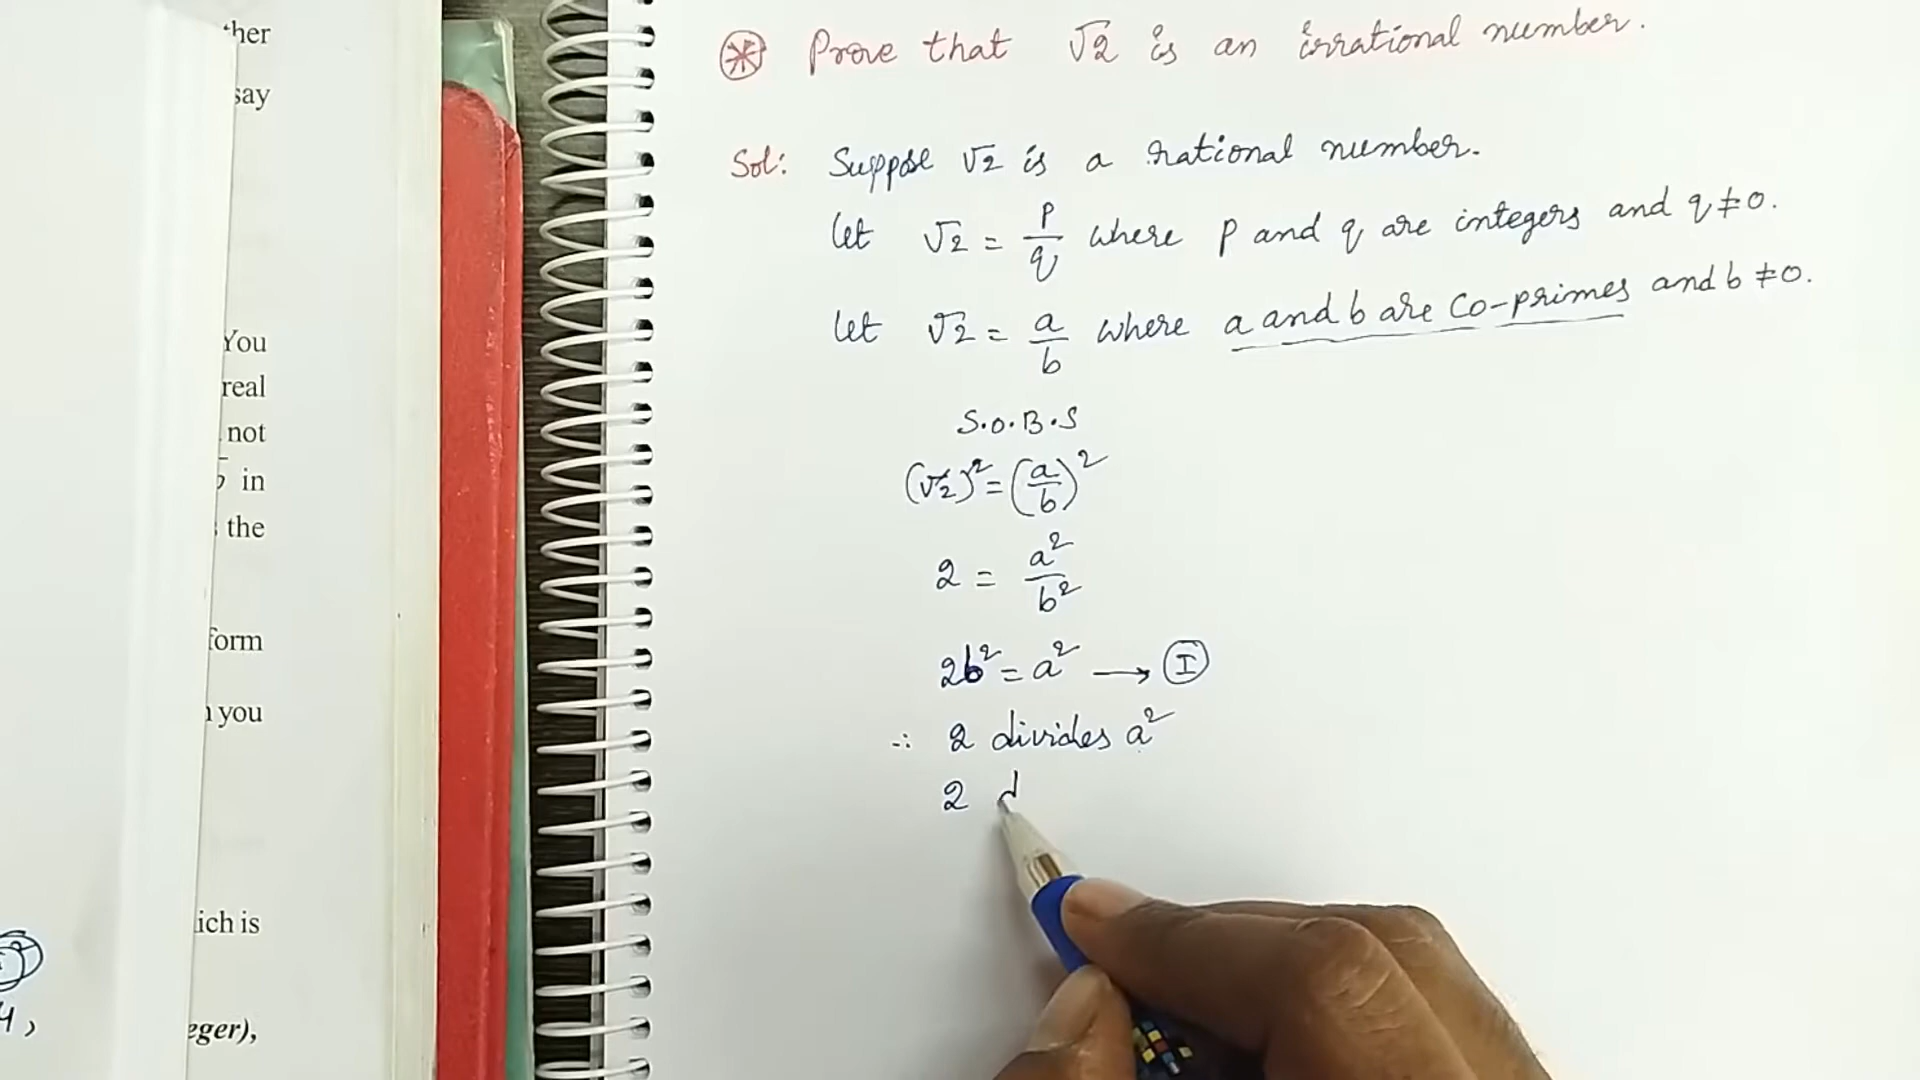 ther
say
You
real
not
in
the
form
you
ich is
eger),
4,
Prove that √2 is an irrational number.
Sol: Suppose √2 is a rational number.
Let √2 = p/q where p and q are integers and q ≠ 0.
Let √2 = a/b where a and b are Co-primes and b ≠ 0.
S.O.B.S
(√2)² = (a/b)²
2 = a²/b²
2b² = a² → I
∴ 2 divides a²
2 d